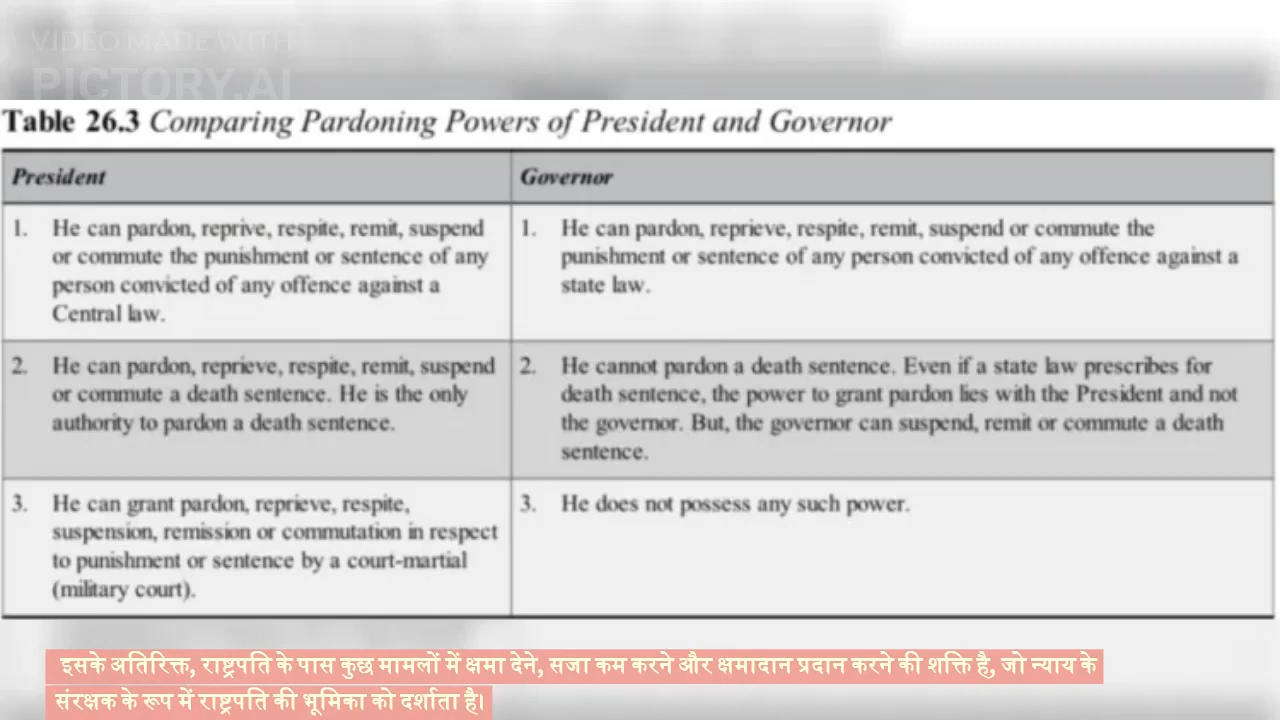 VIDEO MADE WITH
PICTORY.AI
Table 26.3 Comparing Pardoning Powers of President and Governor
President
Governor
1. He can pardon, reprive, respite, remit, suspend
or commute the punishment or sentence of any
person convicted of any offence against a
Central law.
1. He can pardon, reprieve, respite, remit, suspend or commute the
punishment or sentence of any person convicted of any offence against a
state law.
2. He can pardon, reprieve, respite, remit, suspend
or commute a death sentence. He is the only
authority to pardon a death sentence.
2. He cannot pardon a death sentence. Even if a state law prescribes for
death sentence, the power to grant pardon lies with the President and not
the governor. But, the governor can suspend, remit or commute a death
sentence.
3. He can grant pardon, reprieve, respite,
suspension, remission or commutation in respect
to punishment or sentence by a court-martial
(military court).
3. He does not possess any such power.
इसके अतिरिक्त, राष्ट्रपति के पास कुछ मामलों में क्षमा देने, सजा कम करने और क्षमादान प्रदान करने की शक्ति है, जो न्याय के
संरक्षक के रूप में राष्ट्रपति की भूमिका को दर्शाता है।